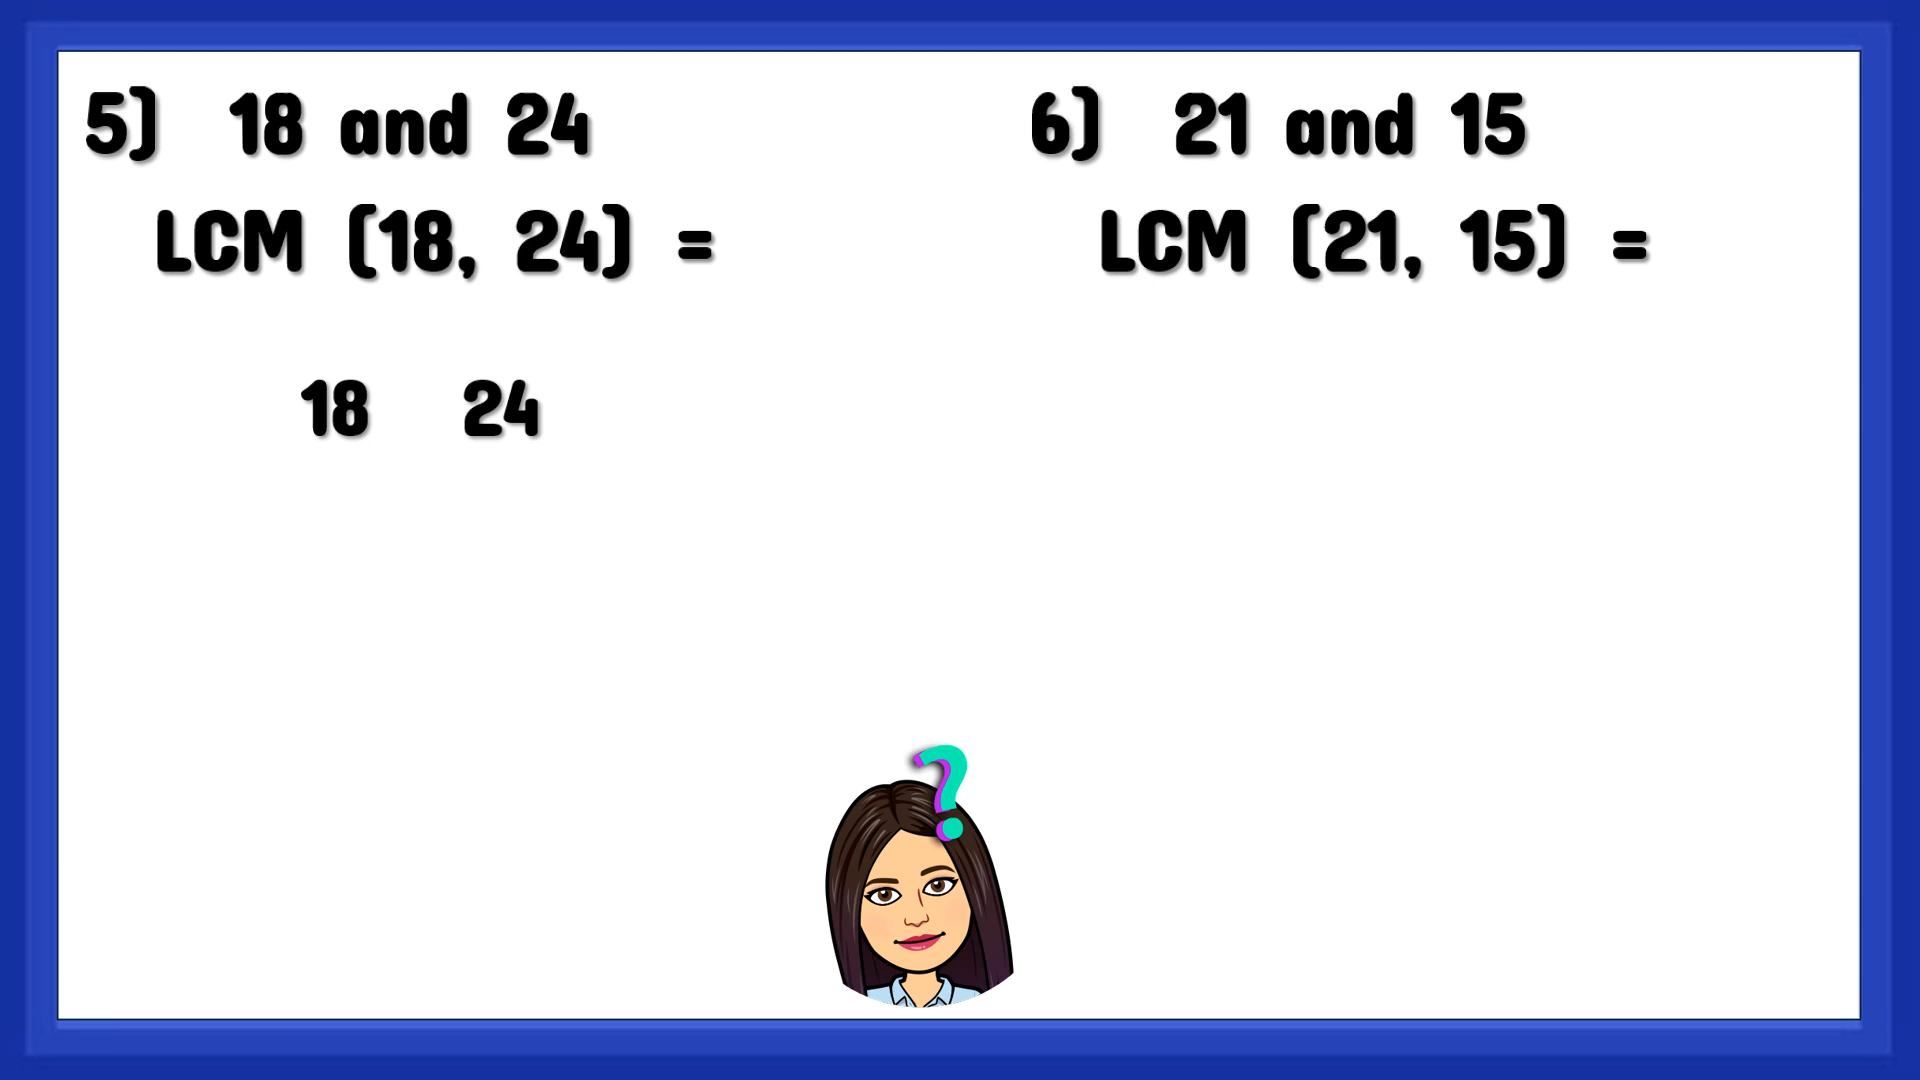 5) 18 and 24
LCM (18, 24) =
18 24
6) 21 and 15
LCM (21, 15) =
?